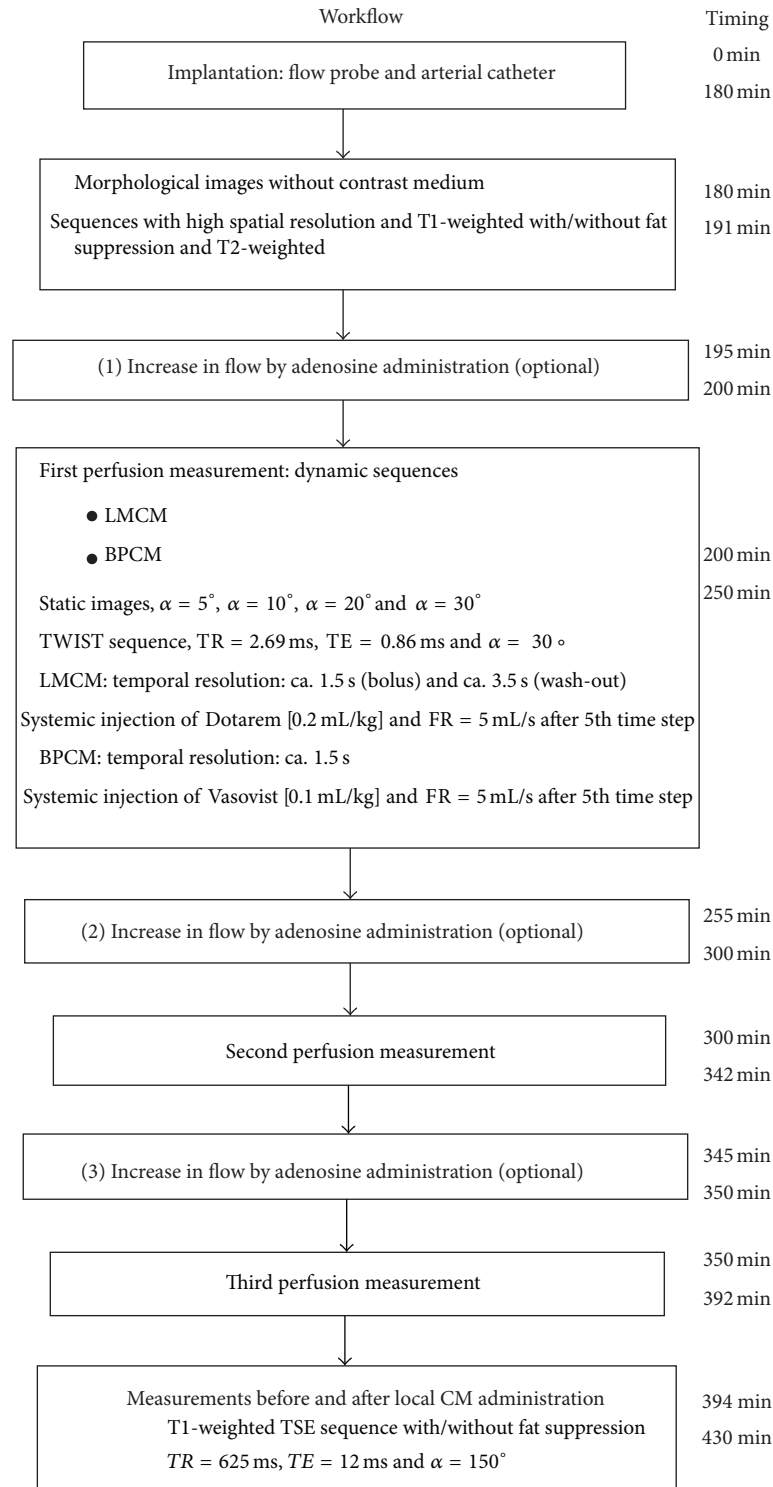 Workflow
Timing
Implantation: flow probe and arterial catheter
0 min
180 min
Morphological images without contrast medium
Sequences with high spatial resolution and T1-weighted with/without fat
suppression and T2-weighted
180 min
191 min
(1) Increase in flow by adenosine administration (optional)
195 min
200 min
First perfusion measurement: dynamic sequences
• LMCM
• BPCM
Static images, α = 5°, α = 10°, α = 20° and α = 30°
TWIST sequence, TR = 2.69 ms, TE = 0.86 ms and α = 30 °
LMCM: temporal resolution: ca. 1.5 s (bolus) and ca. 3.5 s (wash-out)
Systemic injection of Dotarem [0.2 mL/kg] and FR = 5 mL/s after 5th time step
BPCM: temporal resolution: ca. 1.5 s
Systemic injection of Vasovist [0.1 mL/kg] and FR = 5 mL/s after 5th time step
200 min
250 min
(2) Increase in flow by adenosine administration (optional)
255 min
300 min
Second perfusion measurement
300 min
342 min
(3) Increase in flow by adenosine administration (optional)
345 min
350 min
Third perfusion measurement
350 min
392 min
Measurements before and after local CM administration
T1-weighted TSE sequence with/without fat suppression
TR = 625 ms, TE = 12 ms and α = 150°
394 min
430 min